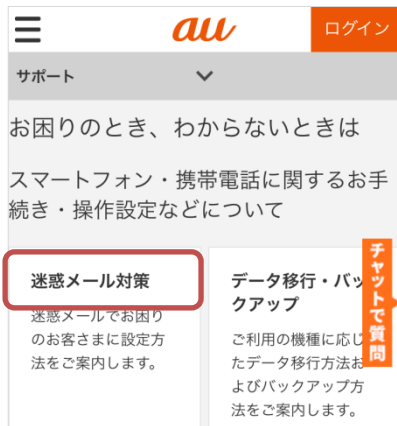 au
ログイン
サポート
お困りのとき、わからないときは
スマートフォン・携帯電話に関するお手
続き・操作設定などについて
迷惑メール対策
迷惑メールでお困り
のお客さまに設定方
法をご案内します。
データ移行・バッ
クアップ
ご利用の機種に応じ
たデータ移行方法お
よびバックアップ方
法をご案内します。
チャットで質問